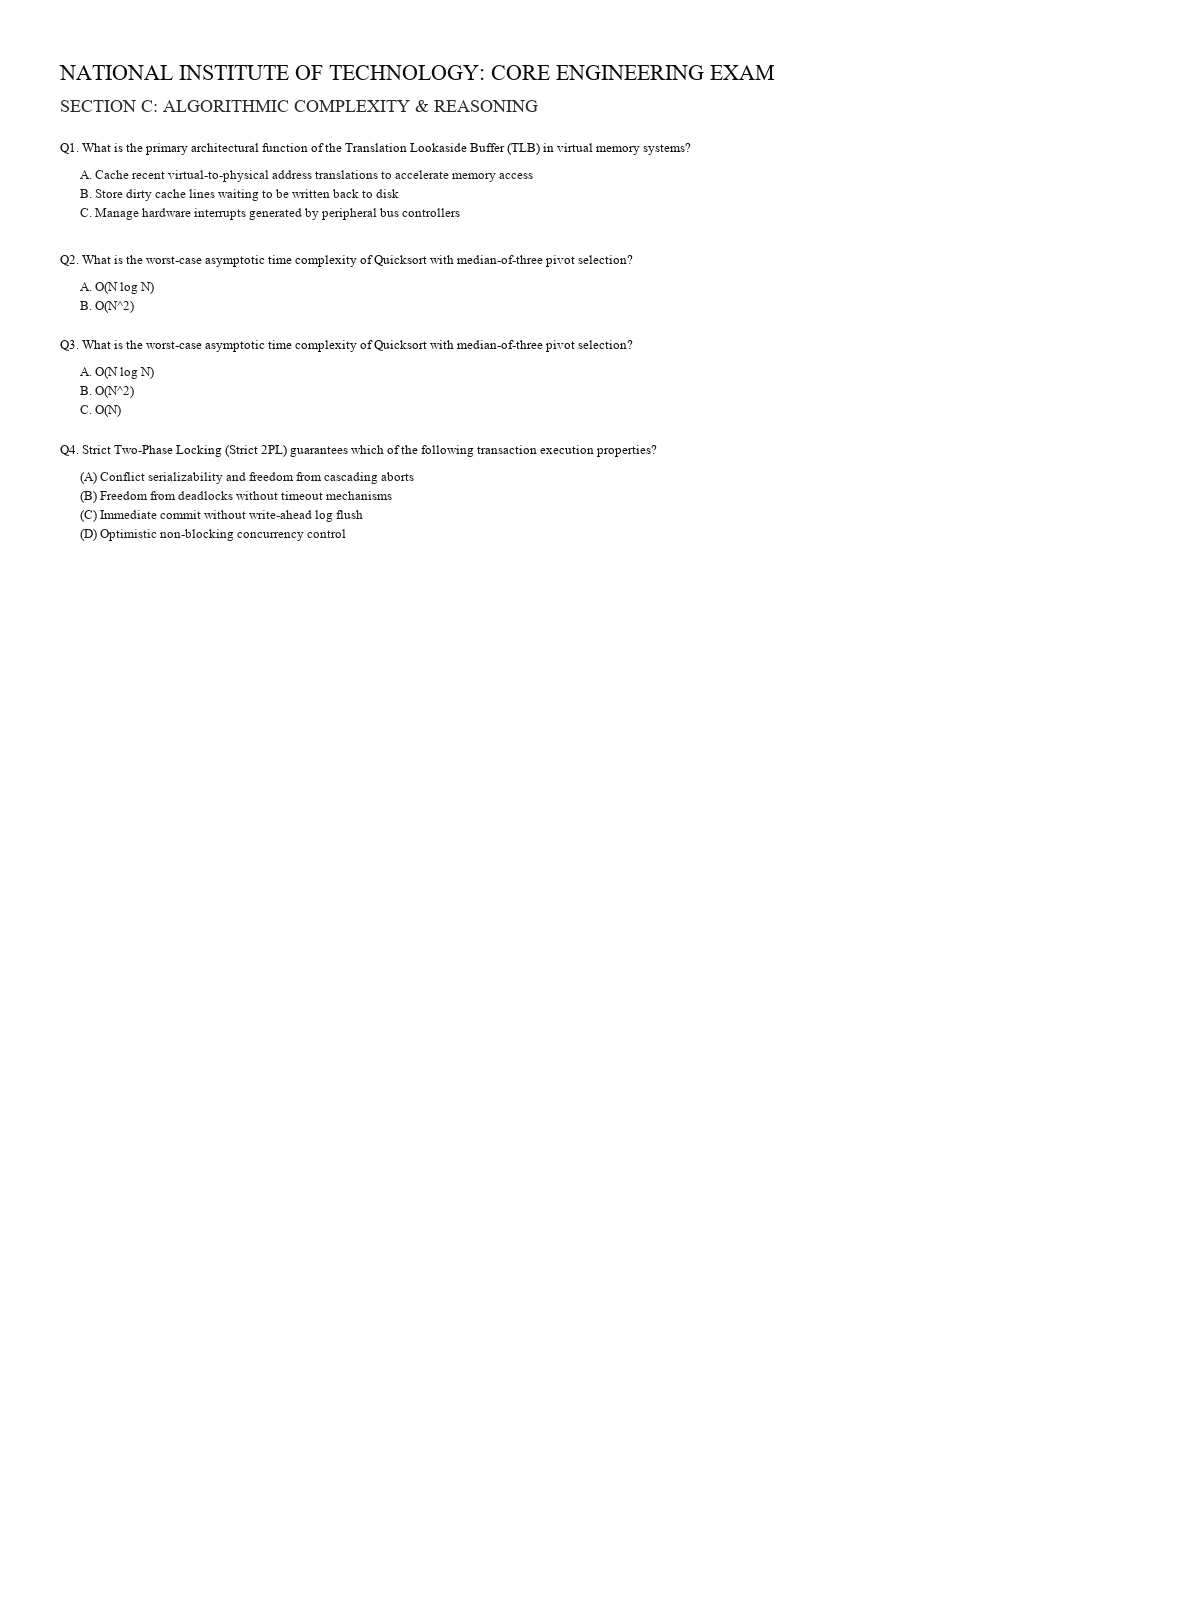 NATIONAL INSTITUTE OF TECHNOLOGY: CORE ENGINEERING EXAM
SECTION C: ALGORITHMIC COMPLEXITY & REASONING
Q1. What is the primary architectural function of the Translation Lookaside Buffer (TLB) in virtual memory systems?
A. Cache recent virtual-to-physical address translations to accelerate memory access
B. Store dirty cache lines waiting to be written back to disk
C. Manage hardware interrupts generated by peripheral bus controllers
Q2. What is the worst-case asymptotic time complexity of Quicksort with median-of-three pivot selection?
A. O(N log N)
B. O(N^2)
Q3. What is the worst-case asymptotic time complexity of Quicksort with median-of-three pivot selection?
A. O(N log N)
B. O(N^2)
C. O(N)
Q4. Strict Two-Phase Locking (Strict 2PL) guarantees which of the following transaction execution properties?
(A) Conflict serializability and freedom from cascading aborts
(B) Freedom from deadlocks without timeout mechanisms
(C) Immediate commit without write-ahead log flush
(D) Optimistic non-blocking concurrency control